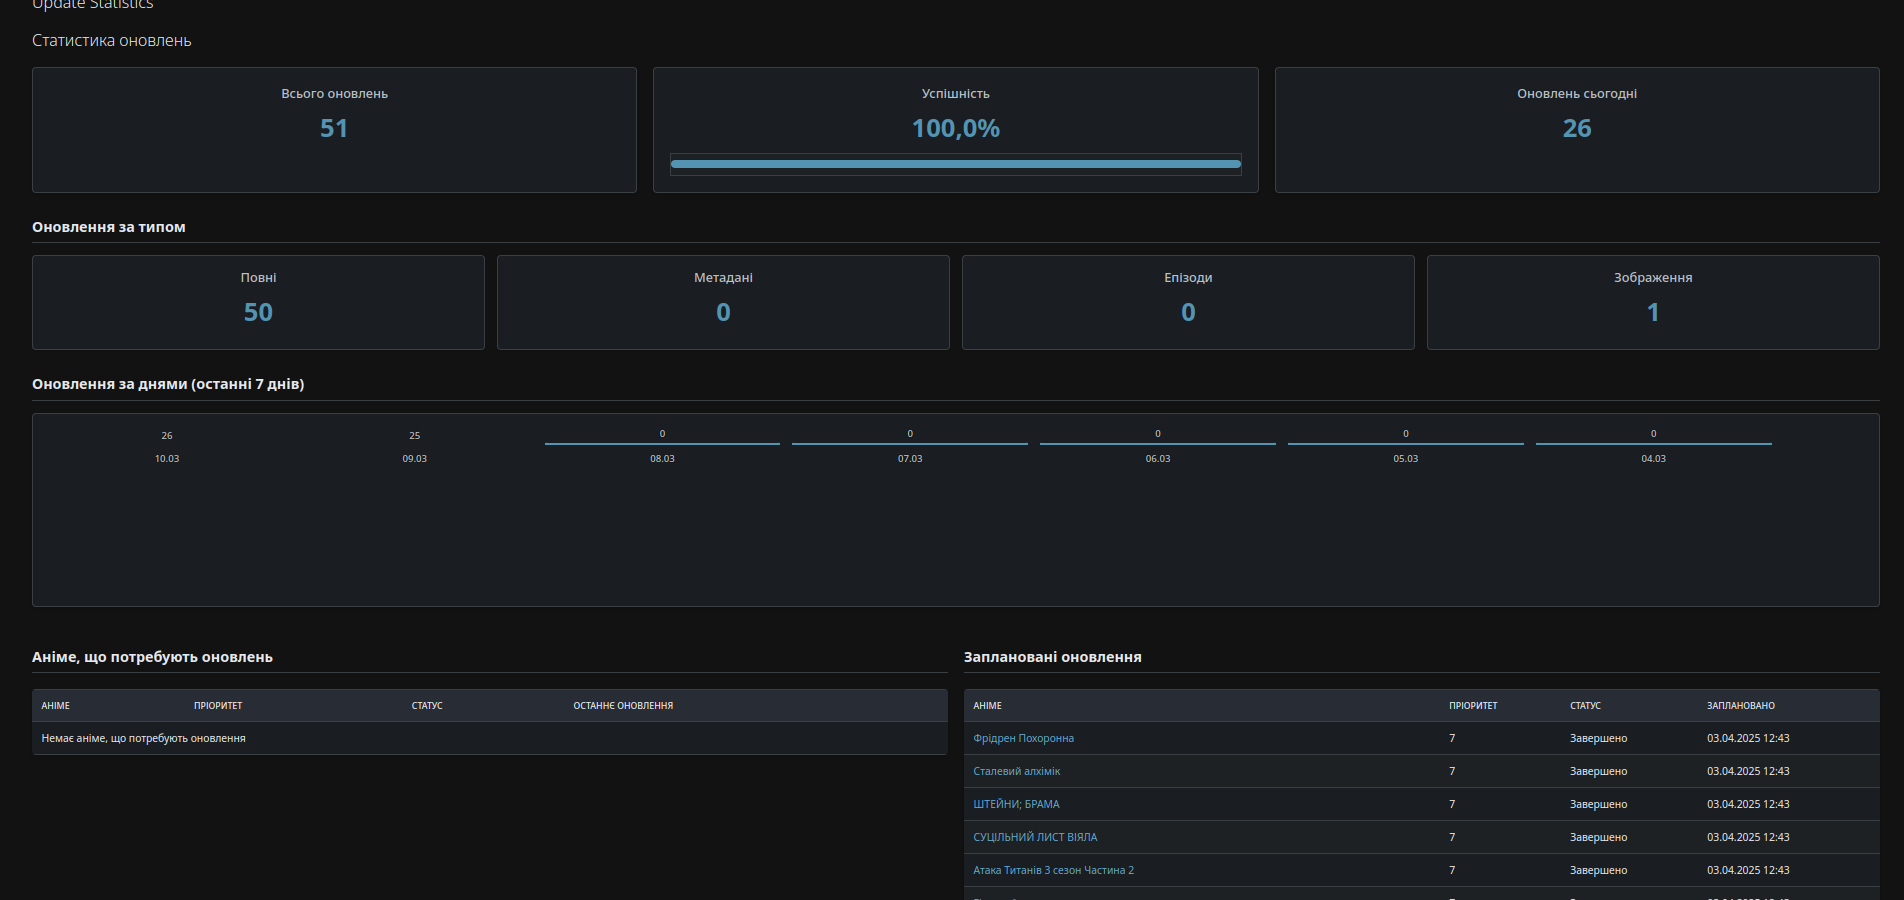 Update Statistics
Статистика оновлень
Всього оновлень
51
Успішність
100,0%
Оновлень сьогодні
26
Оновлення за типом
Повні
50
Метадані
0
Епізоди
0
Зображення
1
Оновлення за днями (останні 7 днів)
26 25 0 0 0 0 0
10.03 09.03 08.03 07.03 06.03 05.03 04.03
Аніме, що потребують оновлень
АНІМЕ ПРІОРИТЕТ СТАТУС ОСТАННЄ ОНОВЛЕННЯ
Немає аніме, що потребують оновлення
Заплановані оновлення
АНІМЕ ПРІОРИТЕТ СТАТУС ЗАПЛАНОВАНО
Фрідрен Похоронна 7 Завершено 03.04.2025 12:43
Сталевий алхімік 7 Завершено 03.04.2025 12:43
ШТЕЙНИ; БРАМА 7 Завершено 03.04.2025 12:43
СУЦІЛЬНИЙ ЛИСТ ВІЯЛА 7 Завершено 03.04.2025 12:43
Атака Титанів 3 сезон Частина 2 7 Завершено 03.04.2025 12:43